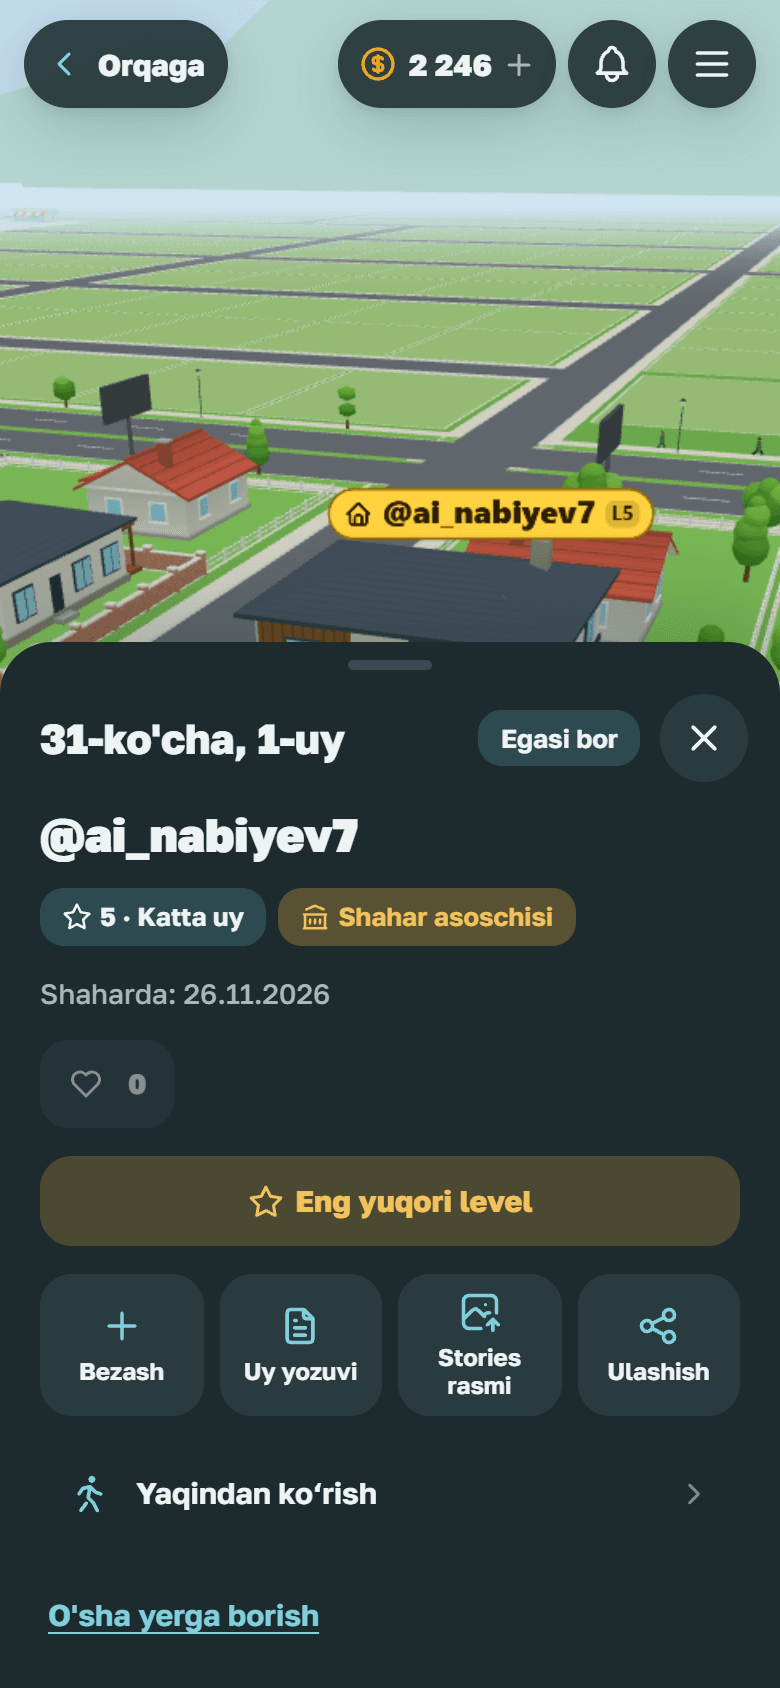 Orqaga
2 246
@ai_nabiyev7 L5
31-ko'cha, 1-uy
Egasi bor
@ai_nabiyev7
5 · Katta uy
Shahar asoschisi
Shaharda: 26.11.2026
0
Eng yuqori level
Bezash
Uy yozuvi
Stories
rasmi
Ulashish
Yaqindan ko‘rish
O'sha yerga borish